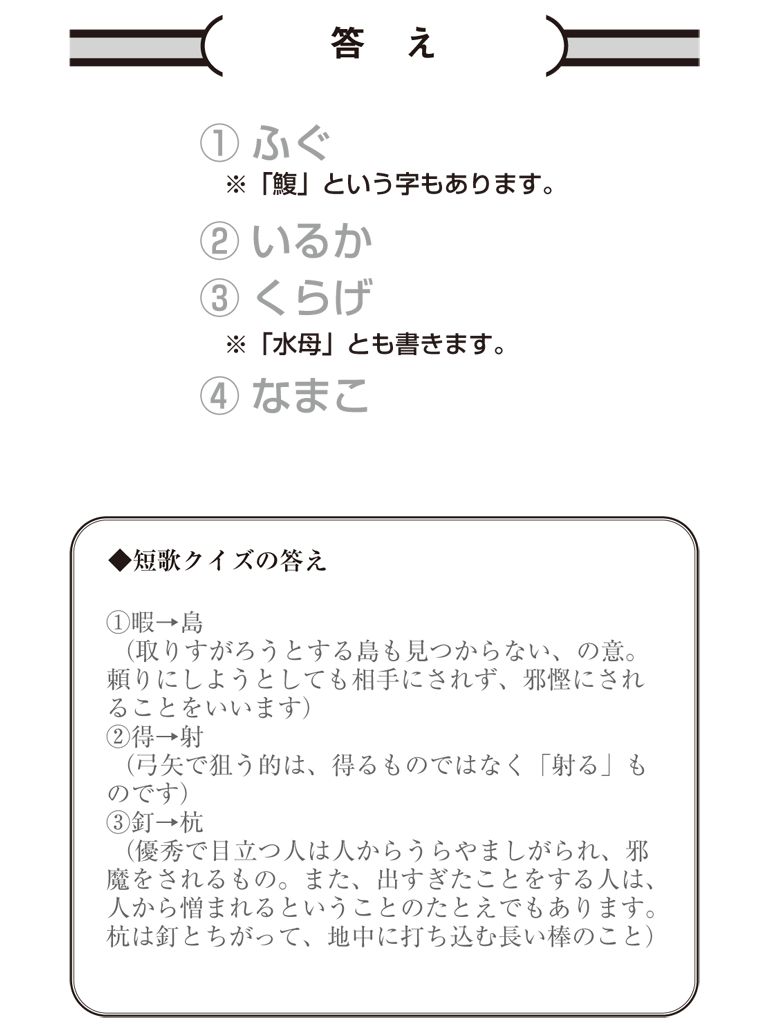 答え
① ふぐ
※「鰒」という字もあります。
② いるか
③ くらげ
※「水母」とも書きます。
④ なまこ
◆短歌クイズの答え
①暇→島
（取りすがろうとする島も見つからない、の意。
頼りにしようとしても相手にされず、邪慳にされ
ることをいいます）
②得→射
（弓矢で狙う的は、得るものではなく「射る」も
のです）
③釘→杭
（優秀で目立つ人は人からうらやましがられ、邪
魔をされるもの。また、出すぎたことをする人は、
人から憎まれるということのたとえでもあります。
杭は釘とちがって、地中に打ち込む長い棒のこと）